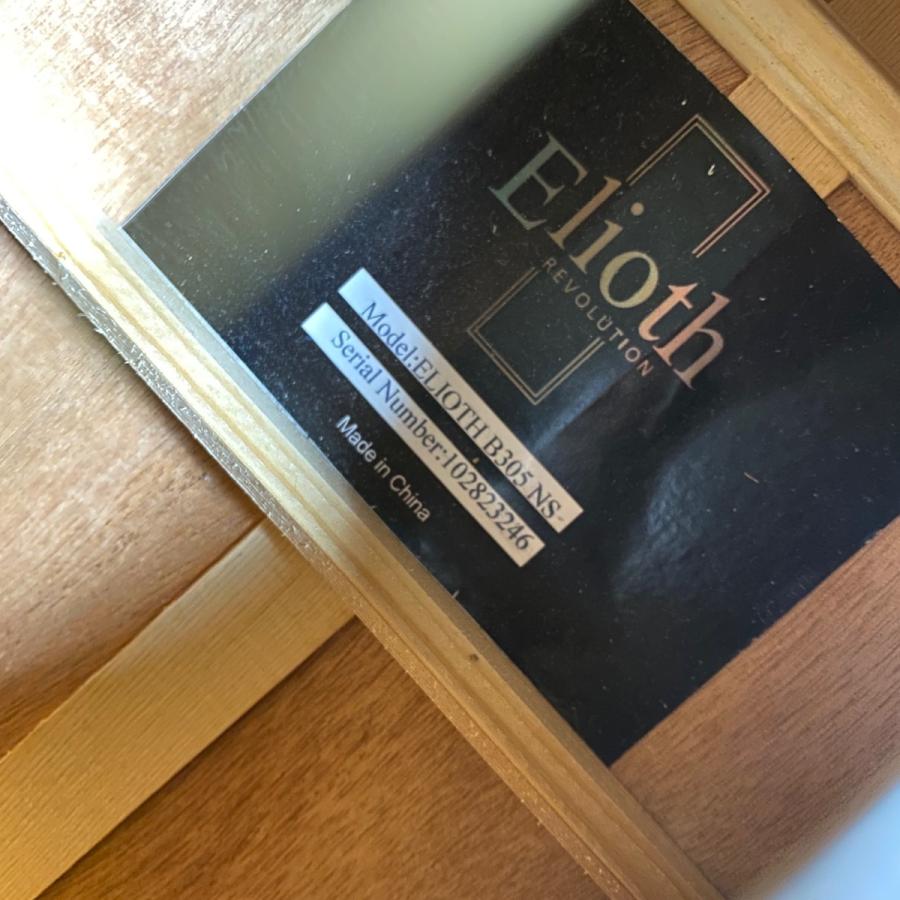 Elioth
REVOLUTION
Model:ELIOTH B305 NS-
Serial Number:102823246
Made in China